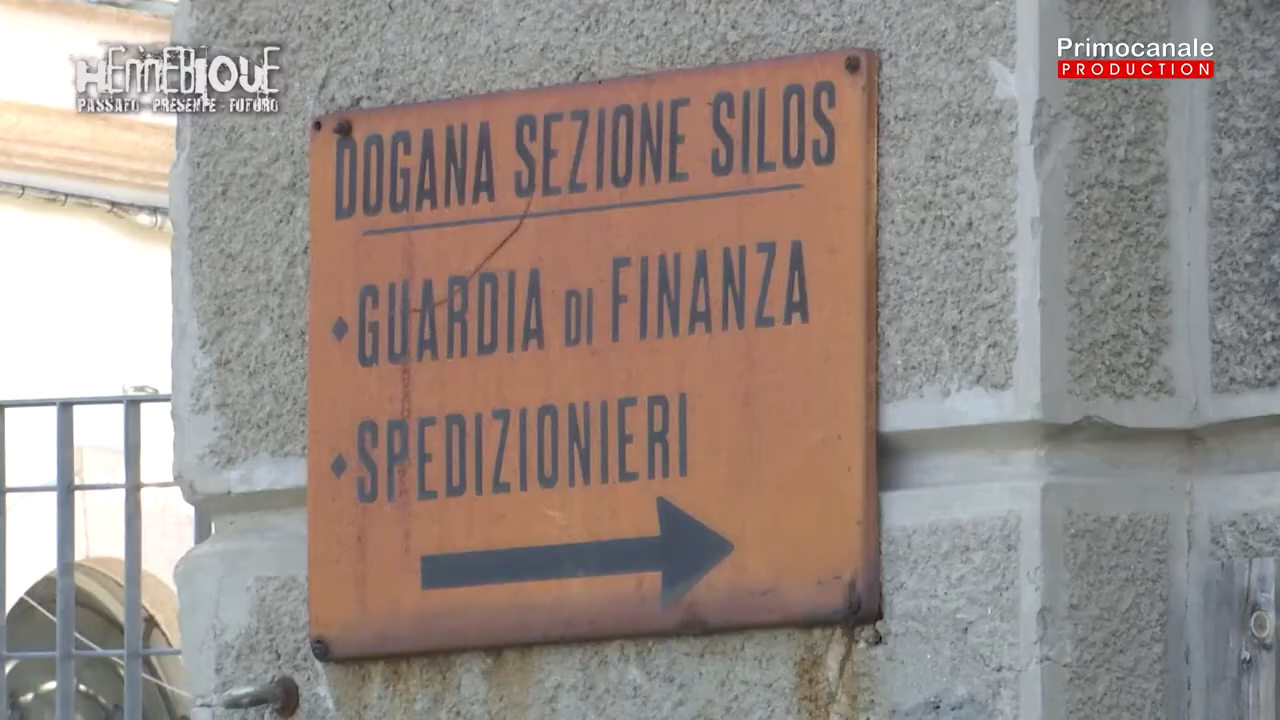 HENNEBIQUE
PASSATO - PRESENTE - FUTURO
Primocanale
PRODUCTION
DOGANA SEZIONE SILOS
• GUARDIA DI FINANZA
• SPEDIZIONIERI